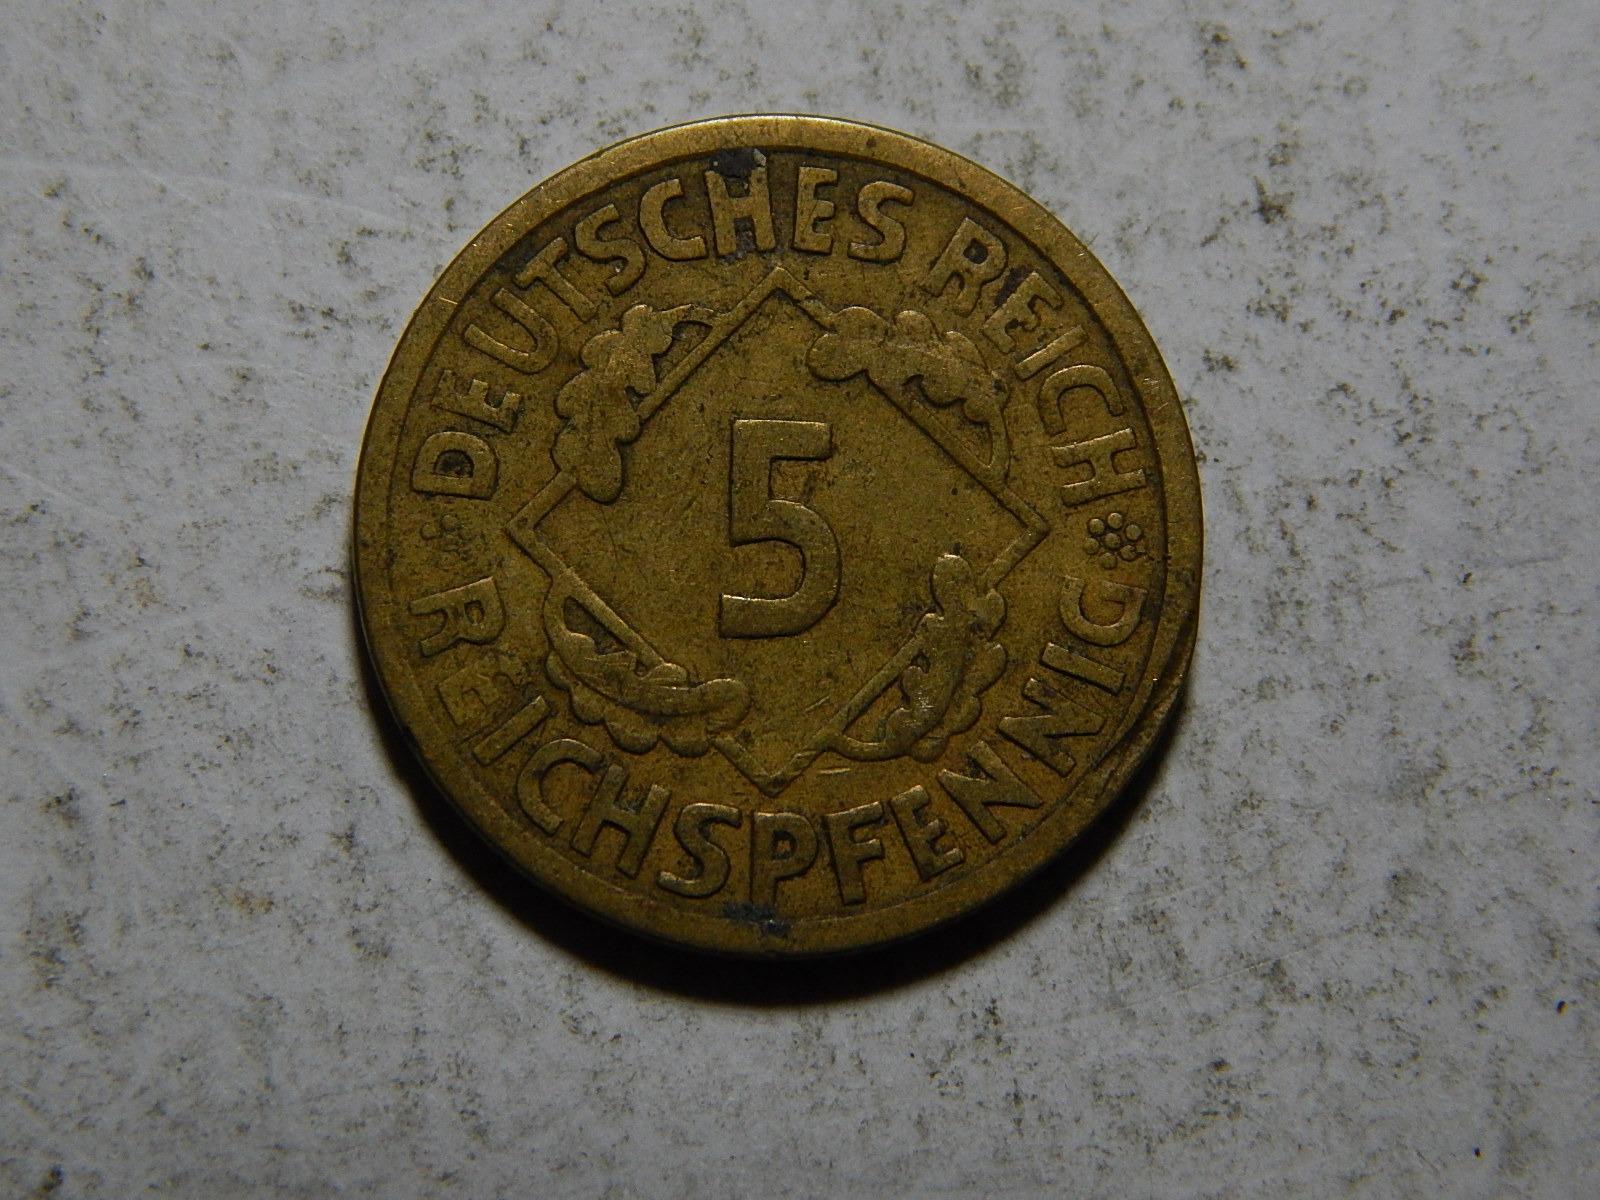 DEUTSCHES REICH
5
REICHSPFENNIG